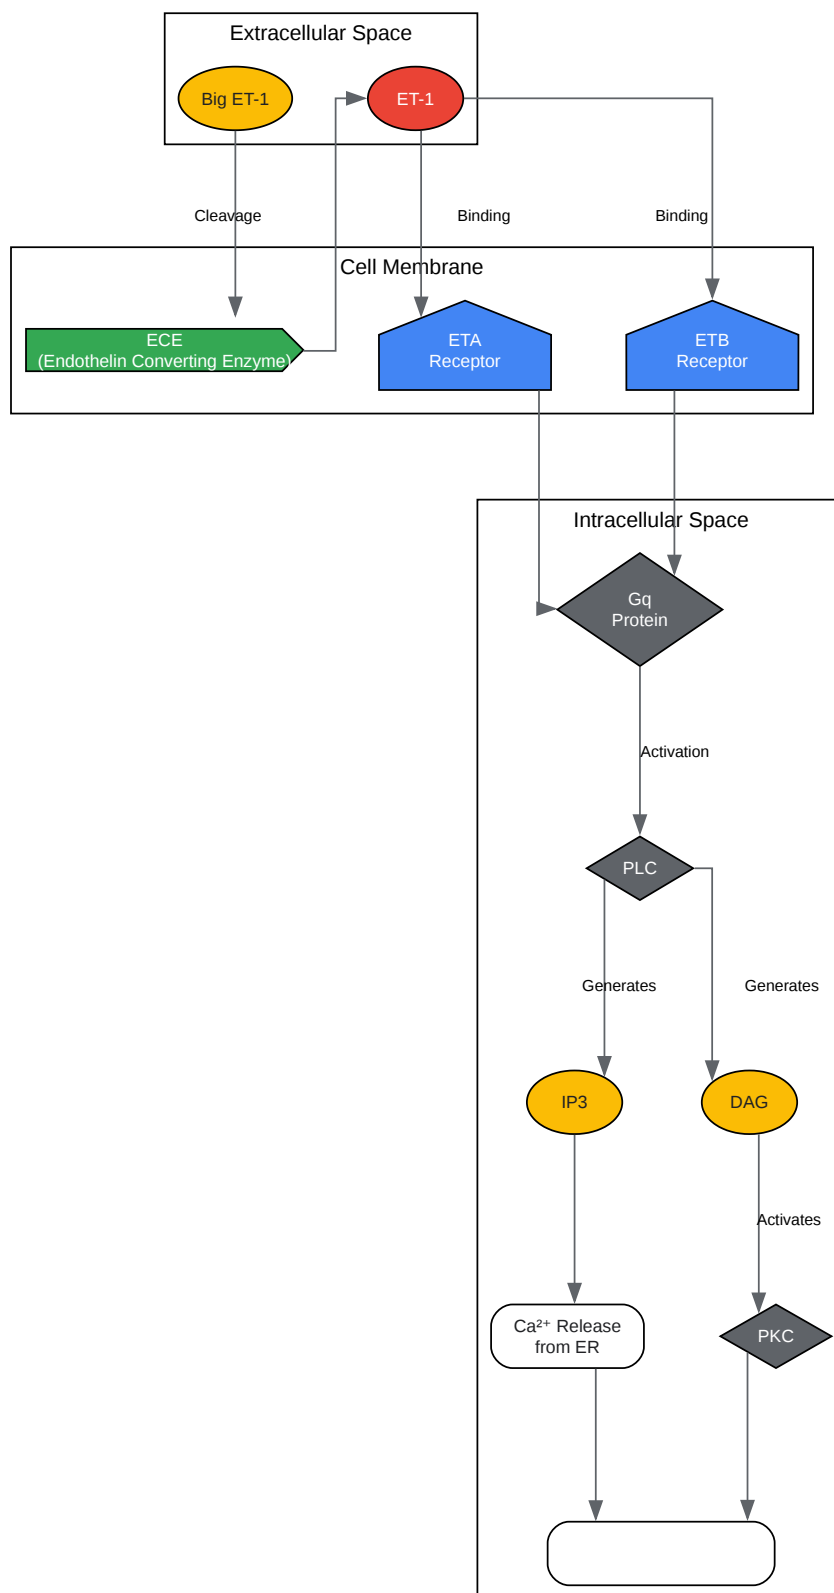 Extracellular Space
Big ET-1
ET-1
Cleavage
Binding
Binding
Cell Membrane
ECE
(Endothelin Converting Enzyme)
ETA
Receptor
ETB
Receptor
Intracellular Space
Gq
Protein
Activation
PLC
Generates
Generates
IP3
DAG
Activates
Ca²⁺ Release
from ER
PKC